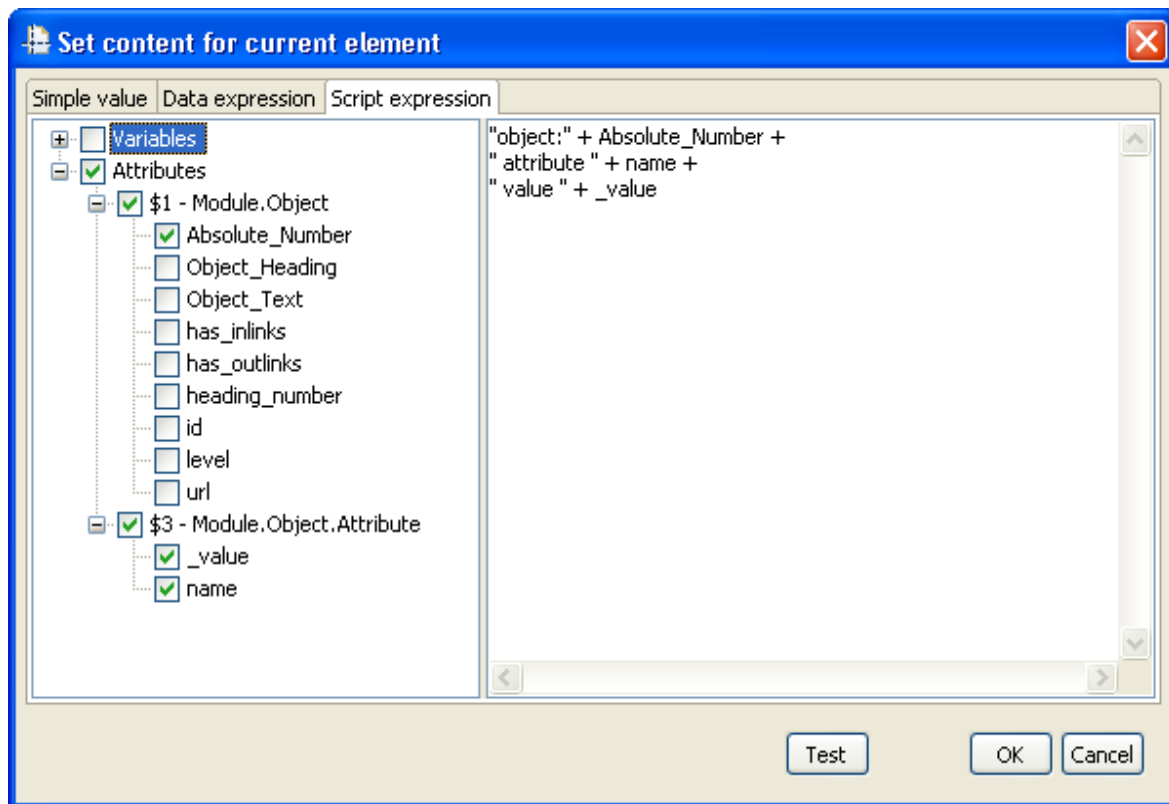 Set content for current element
Simple value Data expression Script expression
Variables
Attributes
$1 - Module.Object
Absolute_Number
Object_Heading
Object_Text
has_inlinks
has_outlinks
heading_number
id
level
url
$3 - Module.Object.Attribute
_value
name
"object:" + Absolute_Number +
" attribute " + name +
" value " + _value
Test OK Cancel